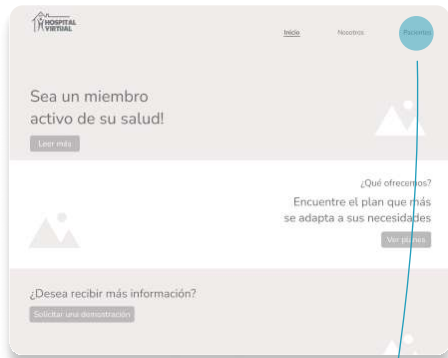 HOSPITAL
VIRTUAL
Inicio
Nosotros
Pacientes
Sea un miembro
activo de su salud!
Leer más
¿Qué ofrecemos?
Encuentre el plan que más
se adapta a sus necesidades
Ver planes
¿Desea recibir más información?
Solicitar una demostración